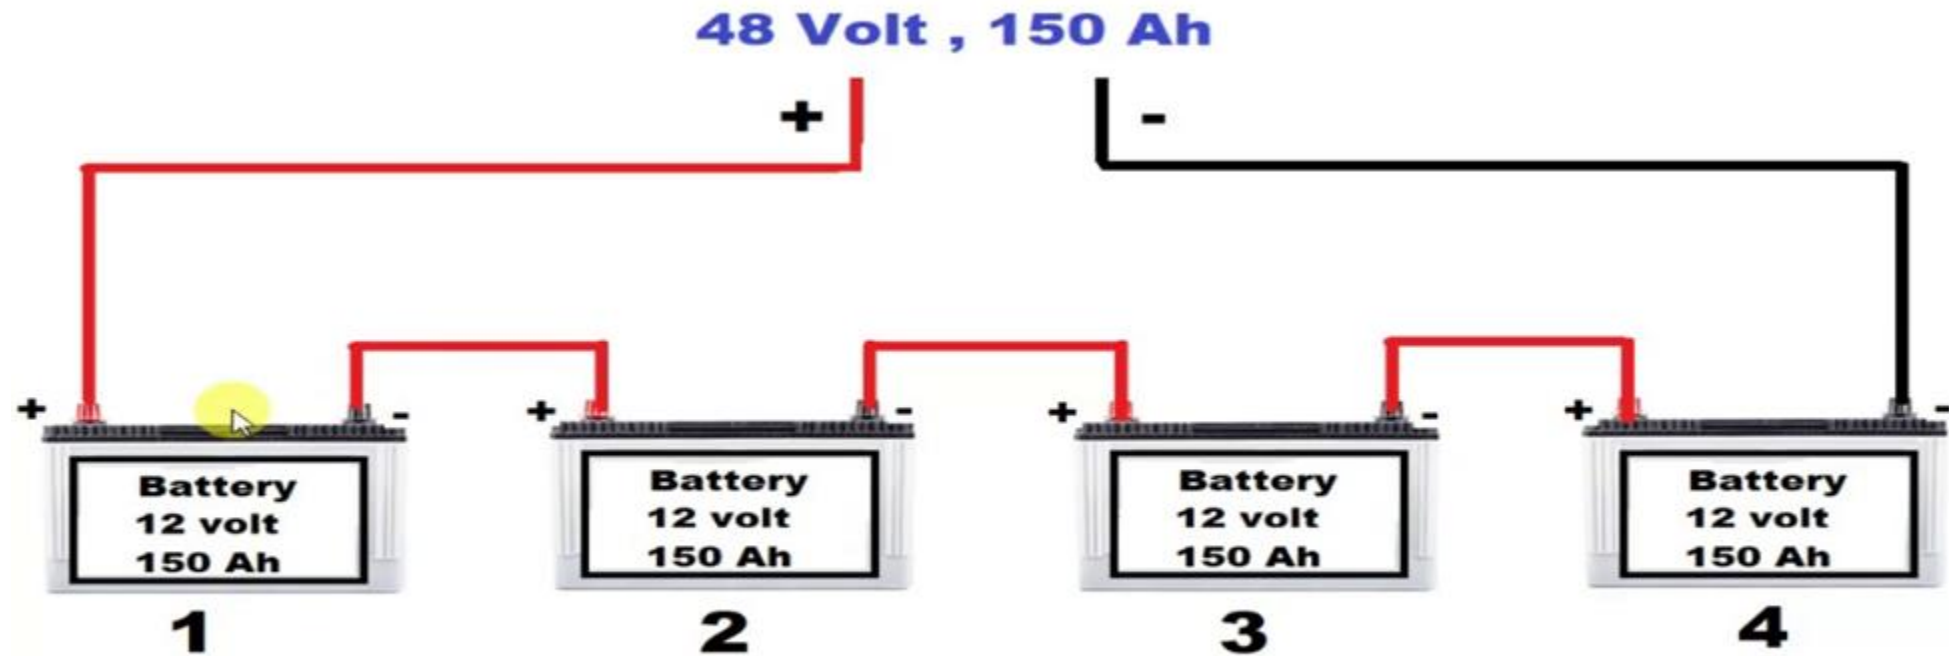 48 Volt , 150 Ah
+ -
+ - + - + - + -
Battery
12 volt
150 Ah
1
Battery
12 volt
150 Ah
2
Battery
12 volt
150 Ah
3
Battery
12 volt
150 Ah
4